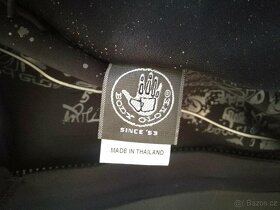 BODY GLOVE®
SINCE '53
MADE IN THAILAND
Bazos.cz